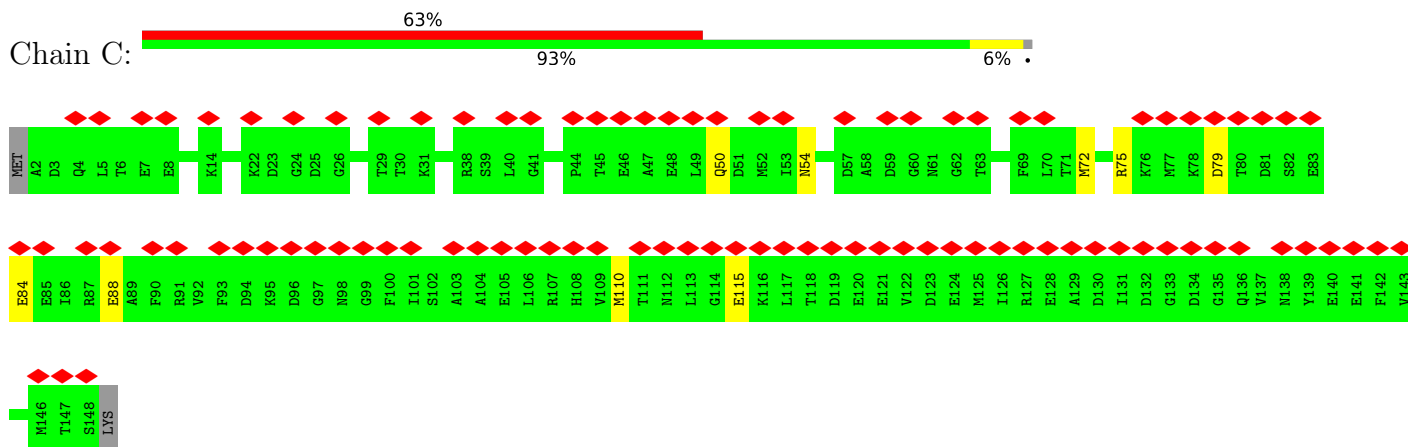 63%
Chain C:
93% 6% •
MET A2 D3 Q4 L5 T6 E7 E8 K14 K22 D23 G24 D25 G26 T29 T30 K31 R38 S39 L40 G41 P44 T45 E46 A47 E48 L49 Q50 D51 M52 I53 N54 D57 A58 D59 G60 N61 G62 T63 F69 L70 T71 M72 R75 K76 M77 K78 D79 T80 D81 S82 E83
E84 E85 I86 R87 E88 A89 F90 R91 V92 F93 D94 K95 D96 G97 N98 G99 F100 I101 S102 A103 A104 E105 L106 R107 H108 V109 M110 T111 N112 L113 G114 E115 K116 L117 T118 D119 E120 E121 V122 D123 E124 M125 I126 R127 E128 A129 D130 I131 D132 G133 D134 G135 Q136 V137 N138 Y139 E140 E141 F142 V143
M146 T147 S148 LYS